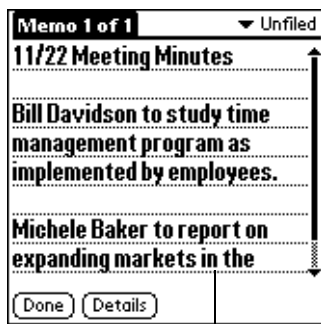 Memo 1 of 1 Unfiled
11/22 Meeting Minutes
Bill Davidson to study time
management program as
implemented by employees.
Michele Baker to report on
expanding markets in the
Done Details